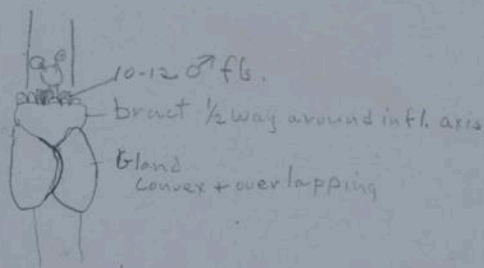 10-12 ♂ fls.
bract ½ way around infl. axis
Gland
convex + overlapping